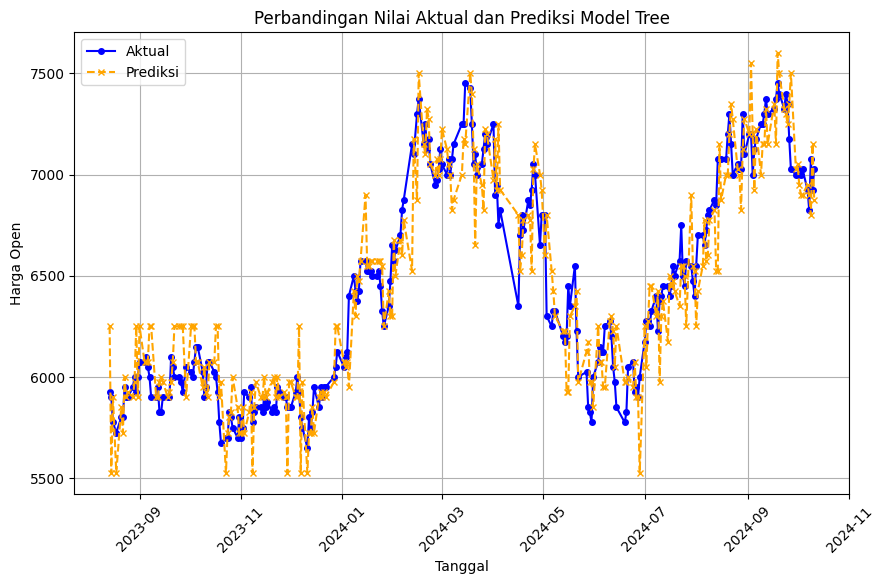 Perbandingan Nilai Aktual dan Prediksi Model Tree
Aktual
Prediksi
7500
7000
6500
6000
5500
Harga Open
2023-09
2023-11
2024-01
2024-03
2024-05
2024-07
2024-09
2024-11
Tanggal